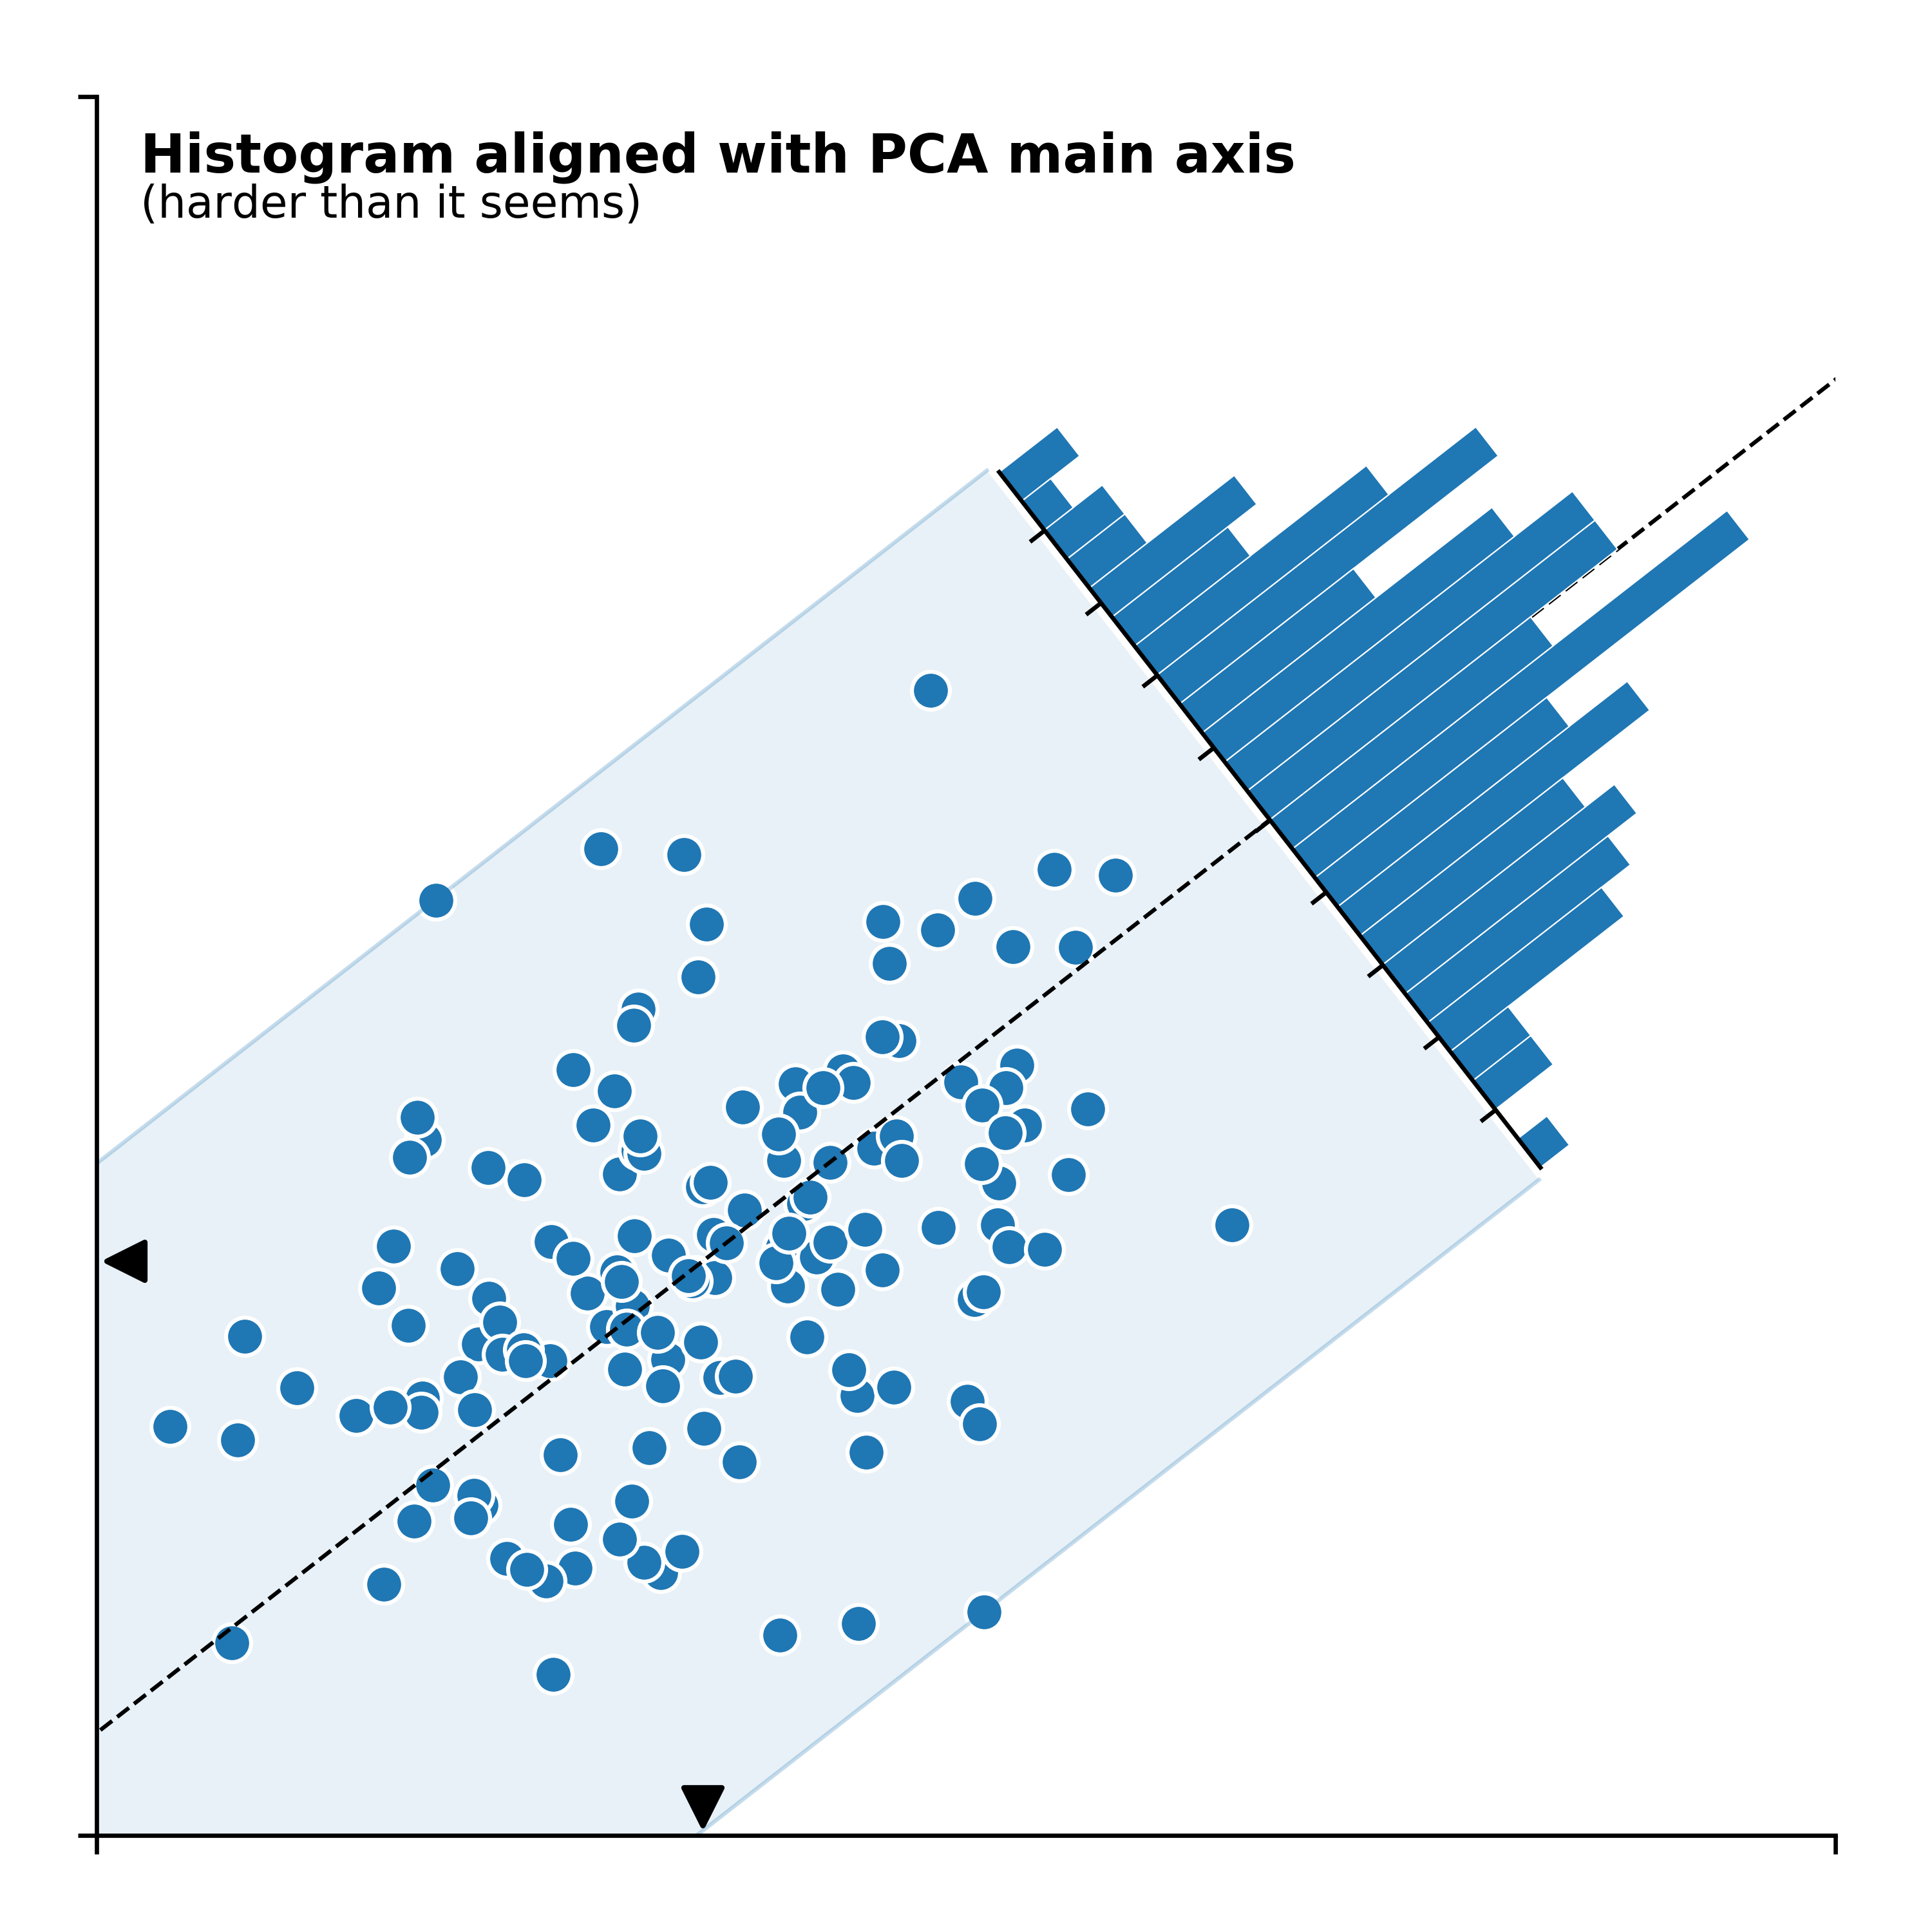 Histogram aligned with PCA main axis
(harder than it seems)